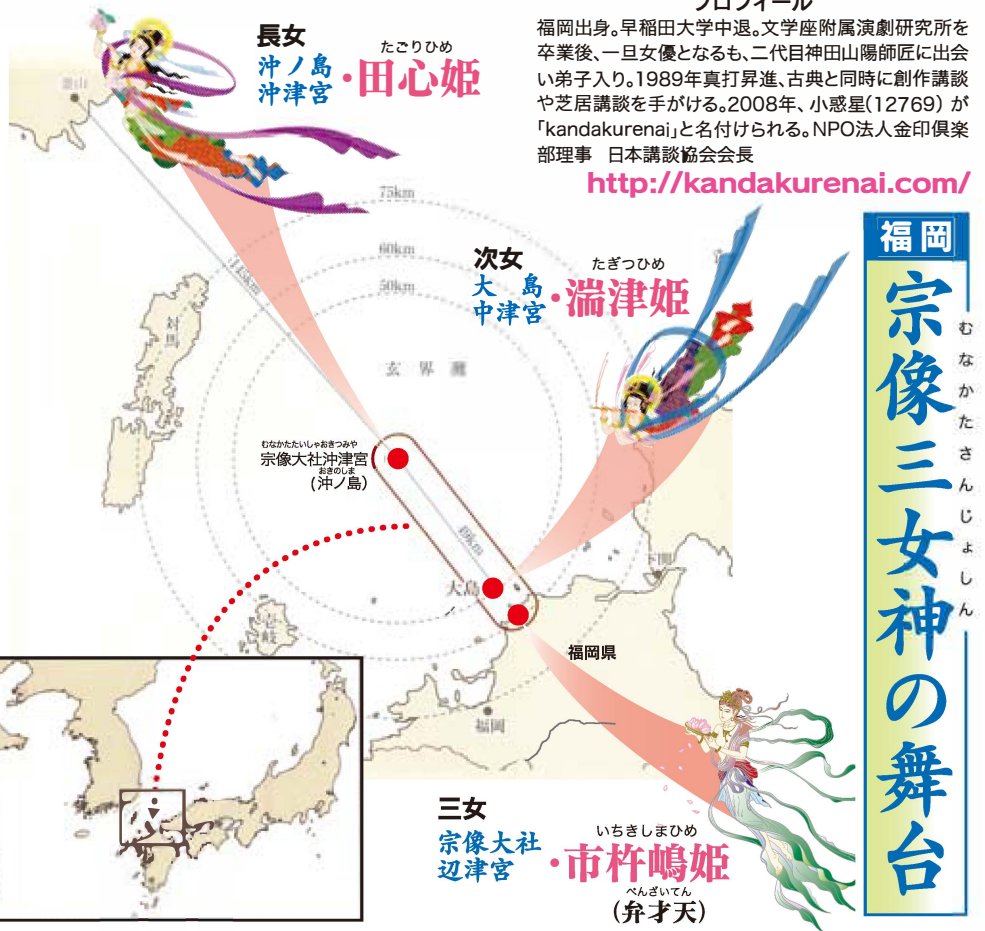 プロフィール
福岡出身。早稲田大学中退。文学座附属演劇研究所を
卒業後、一旦女優となるも、二代目神田山陽師匠に出会
い弟子入り。1989年真打昇進、古典と同時に創作講談
や芝居講談を手がける。2008年、小惑星(12769) が
「kandakurenai」と名付けられる。NPO法人金印倶楽
部理事　日本講談協会会長
http://kandakurenai.com/
福岡
宗像三女神の舞台
むなかたさんじょしん
長女
沖ノ島
沖津宮
・田心姫
たごりひめ
釜山
75km
60km
50km
次女
大島
中津宮
・湍津姫
たぎつひめ
対馬
玄界灘
むなかたたいしゃおきつみや
宗像大社沖津宮
おきのしま
(沖ノ島)
49km
大島
下関
壱岐
福岡県
福岡
三女
宗像大社
辺津宮
・市杵嶋姫
いちきしまひめ
べんざいてん
(弁才天)